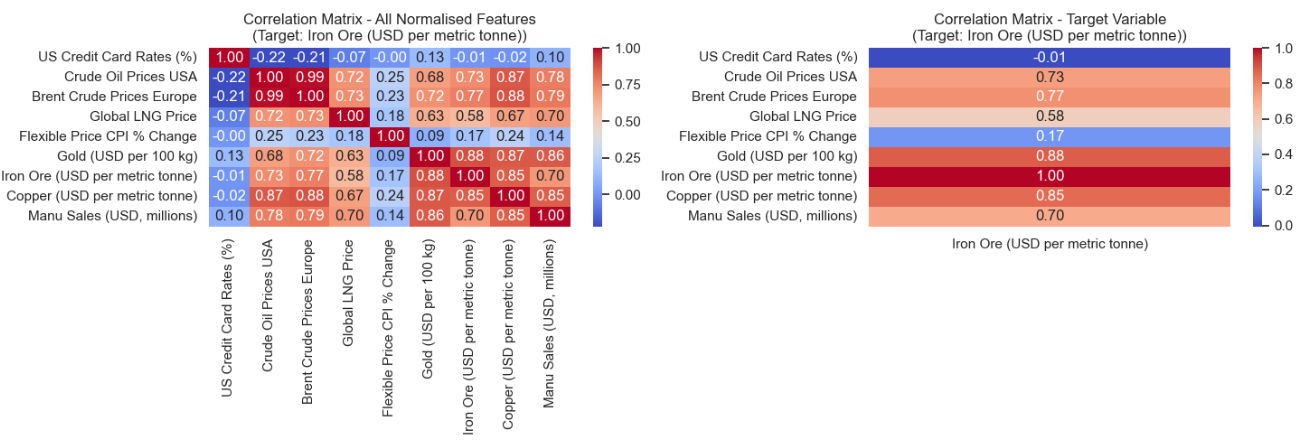 Correlation Matrix - All Normalised Features
(Target: Iron Ore (USD per metric tonne))
US Credit Card Rates (%) 1.00 -0.22 -0.21 -0.07 -0.00 0.13 -0.01 -0.02 0.10
Crude Oil Prices USA -0.22 1.00 0.99 0.72 0.25 0.68 0.73 0.87 0.78
Brent Crude Prices Europe -0.21 0.99 1.00 0.73 0.23 0.72 0.77 0.88 0.79
Global LNG Price -0.07 0.72 0.73 1.00 0.18 0.63 0.58 0.67 0.70
Flexible Price CPI % Change -0.00 0.25 0.23 0.18 1.00 0.09 0.17 0.24 0.14
Gold (USD per 100 kg) 0.13 0.68 0.72 0.63 0.09 1.00 0.88 0.87 0.86
Iron Ore (USD per metric tonne) -0.01 0.73 0.77 0.58 0.17 0.88 1.00 0.85 0.70
Copper (USD per metric tonne) -0.02 0.87 0.88 0.67 0.24 0.87 0.85 1.00 0.85
Manu Sales (USD, millions) 0.10 0.78 0.79 0.70 0.14 0.86 0.70 0.85 1.00
US Credit Card Rates (%)
Crude Oil Prices USA
Brent Crude Prices Europe
Global LNG Price
Flexible Price CPI % Change
Gold (USD per 100 kg)
Iron Ore (USD per metric tonne)
Copper (USD per metric tonne)
Manu Sales (USD, millions)
1.00
0.75
0.50
0.25
0.00
Correlation Matrix - Target Variable
(Target: Iron Ore (USD per metric tonne))
US Credit Card Rates (%) -0.01
Crude Oil Prices USA 0.73
Brent Crude Prices Europe 0.77
Global LNG Price 0.58
Flexible Price CPI % Change 0.17
Gold (USD per 100 kg) 0.88
Iron Ore (USD per metric tonne) 1.00
Copper (USD per metric tonne) 0.85
Manu Sales (USD, millions) 0.70
Iron Ore (USD per metric tonne)
1.0
0.8
0.6
0.4
0.2
0.0